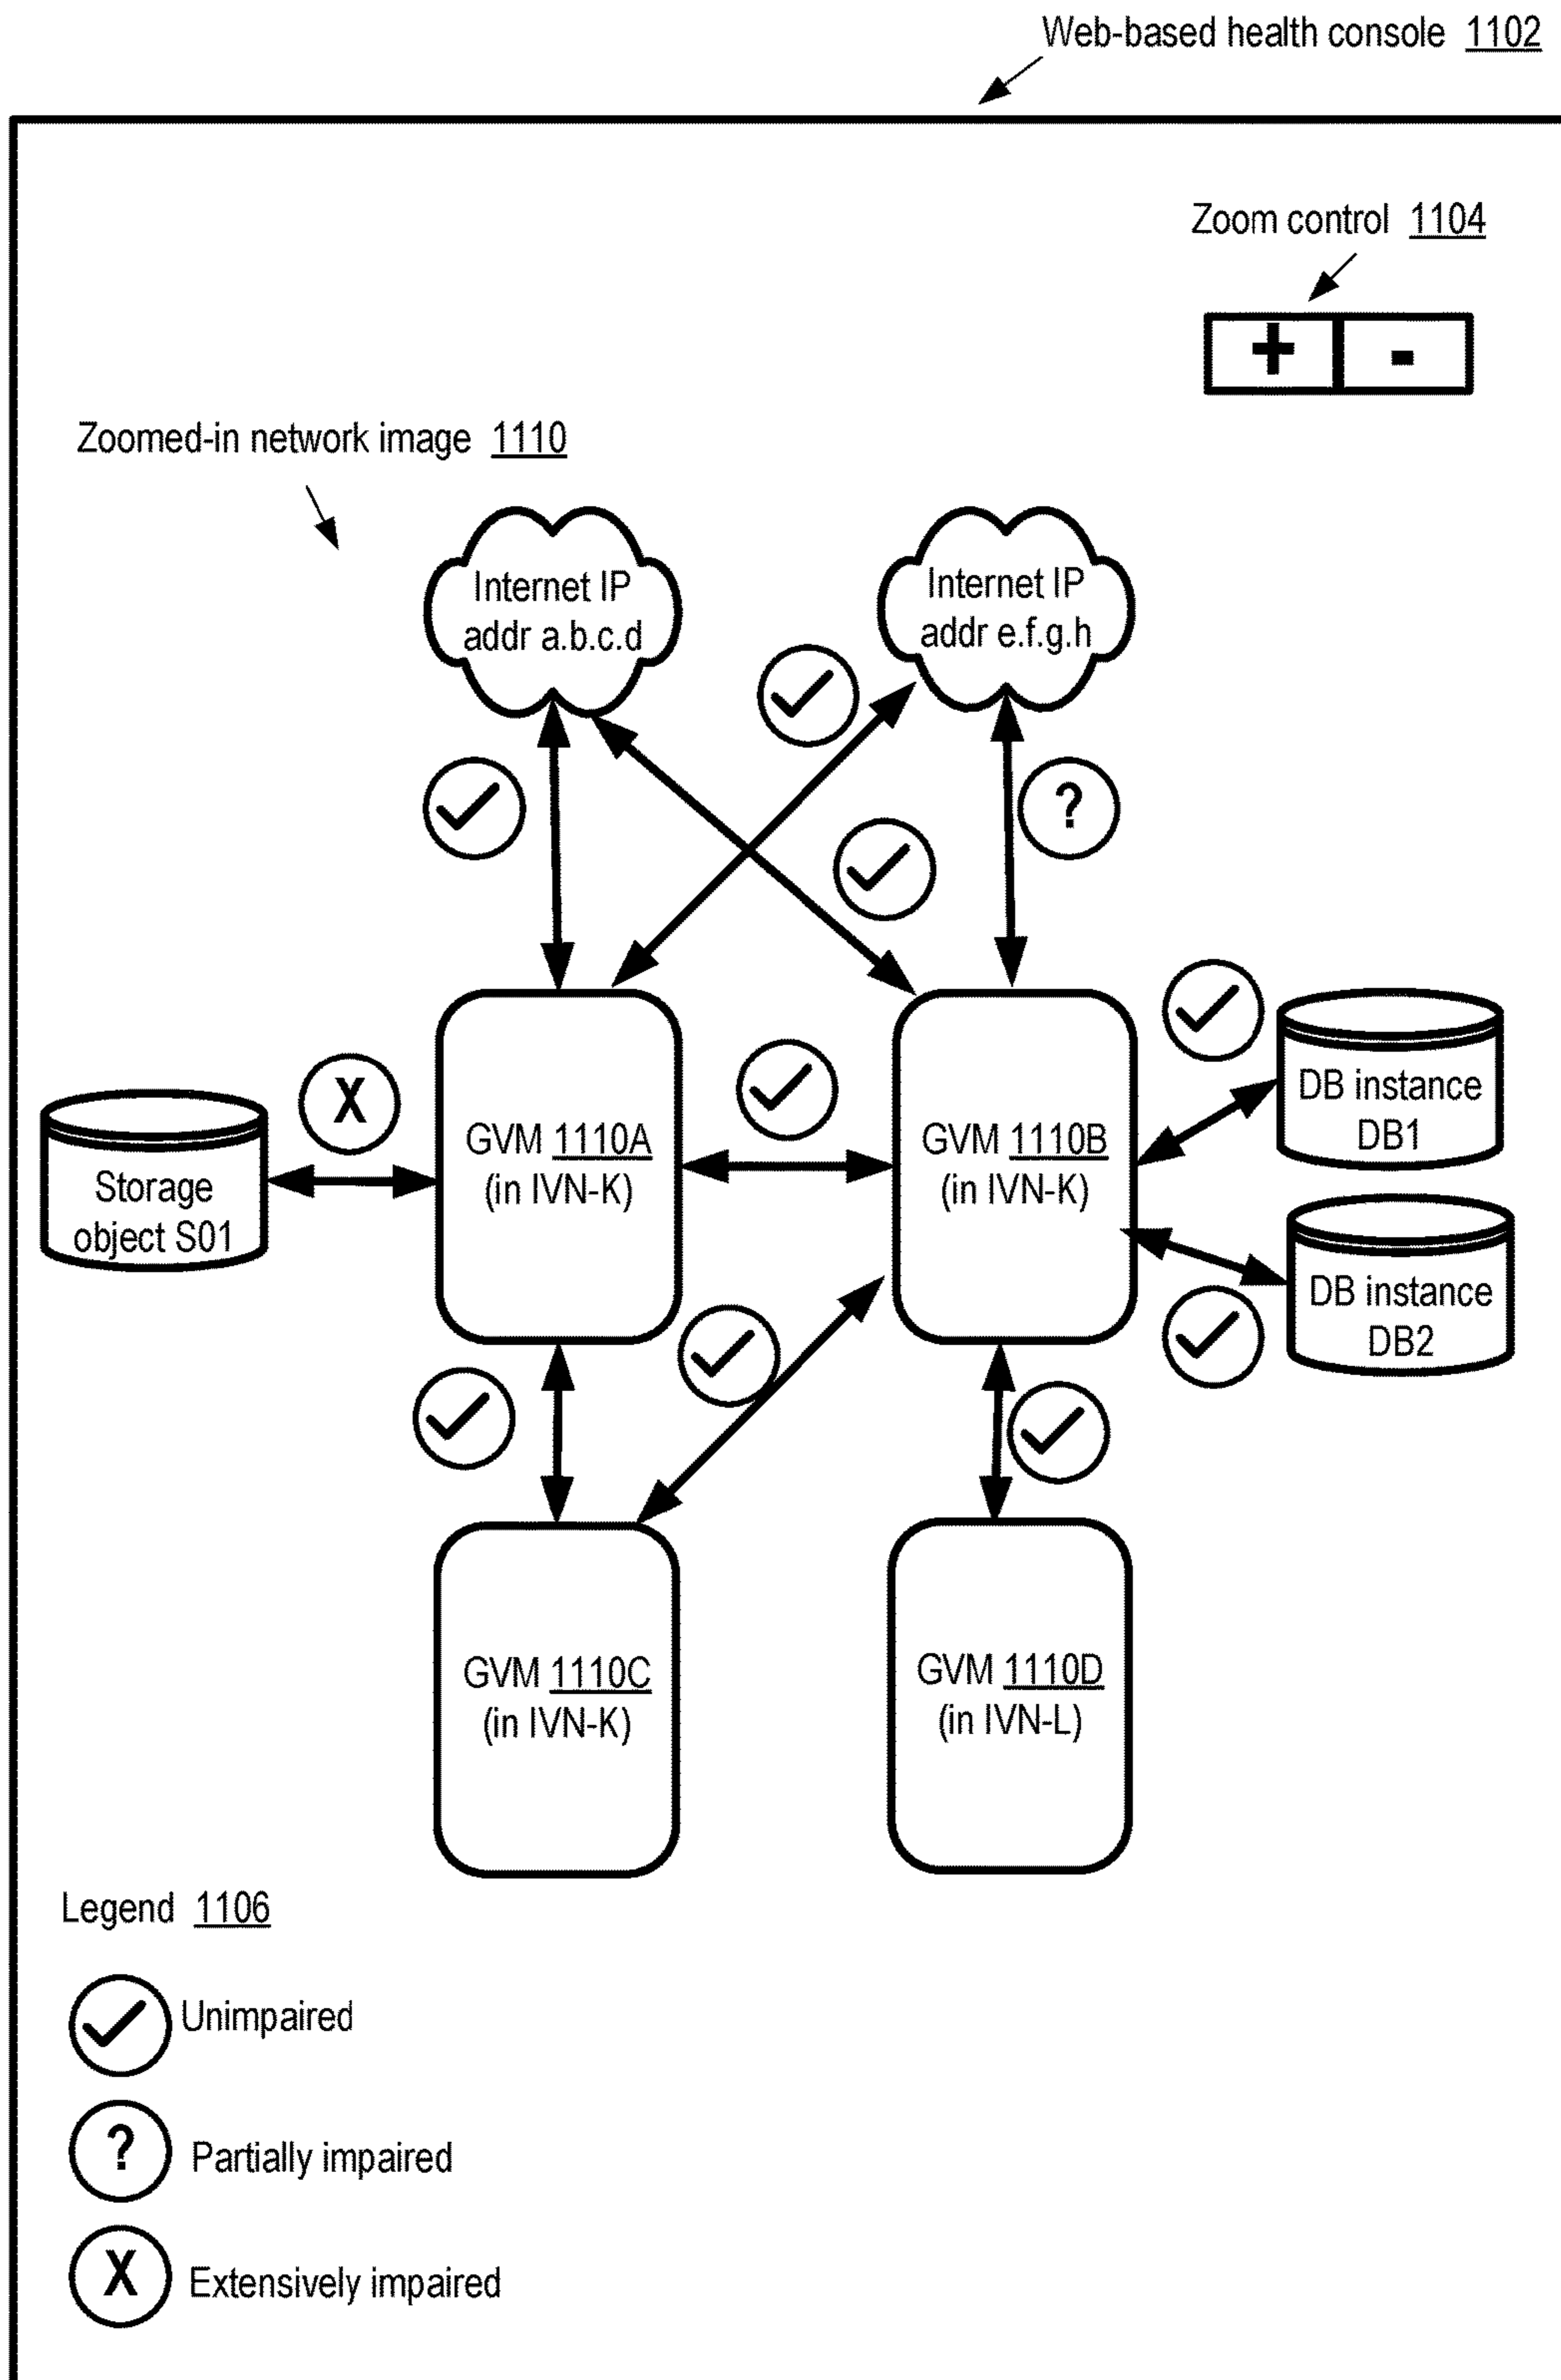 Web-based health console 1102
Zoom control 1104
+ -
Zoomed-in network image 1110
Internet IP
addr a.b.c.d
Internet IP
addr e.f.g.h
?
X
Storage
object S01
GVM 1110A
(in IVN-K)
GVM 1110B
(in IVN-K)
DB instance
DB1
DB instance
DB2
GVM 1110C
(in IVN-K)
GVM 1110D
(in IVN-L)
Legend 1106
Unimpaired
? Partially impaired
X Extensively impaired